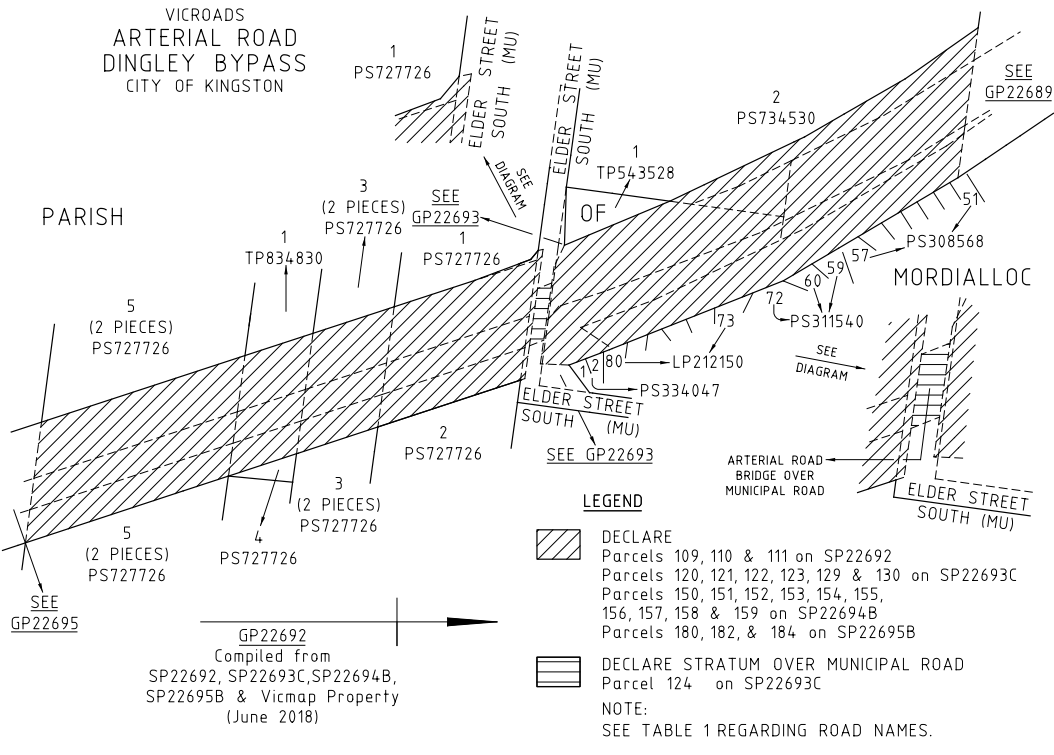 VICROADS
ARTERIAL ROAD
DINGLEY BYPASS
CITY OF KINGSTON
1
PS727726
ELDER STREET
SOUTH (MU)
ELDER STREET
SOUTH (MU)
SEE
DIAGRAM
2
PS734530
SEE
GP22689
1
TP543528
PARISH
OF
MORDIALLOC
SEE
GP22693
3
(2 PIECES)
PS727726
1
PS727726
1
TP834830
5
(2 PIECES)
PS727726
51
PS308568
57
59
60
PS311540
72
73
LP212150
80
2
1
PS334047
ELDER STREET
SOUTH (MU)
SEE GP22693
2
PS727726
3
(2 PIECES)
PS727726
4
PS727726
5
(2 PIECES)
PS727726
SEE
GP22695
SEE
DIAGRAM
ARTERIAL ROAD
BRIDGE OVER
MUNICIPAL ROAD
ELDER STREET
SOUTH (MU)
GP22692
Compiled from
SP22692, SP22693C,SP22694B,
SP22695B & Vicmap Property
(June 2018)
LEGEND
DECLARE
Parcels 109, 110 & 111 on SP22692
Parcels 120, 121, 122, 123, 129 & 130 on SP22693C
Parcels 150, 151, 152, 153, 154, 155,
156, 157, 158 & 159 on SP22694B
Parcels 180, 182, & 184 on SP22695B
DECLARE STRATUM OVER MUNICIPAL ROAD
Parcel 124 on SP22693C
NOTE:
SEE TABLE 1 REGARDING ROAD NAMES.